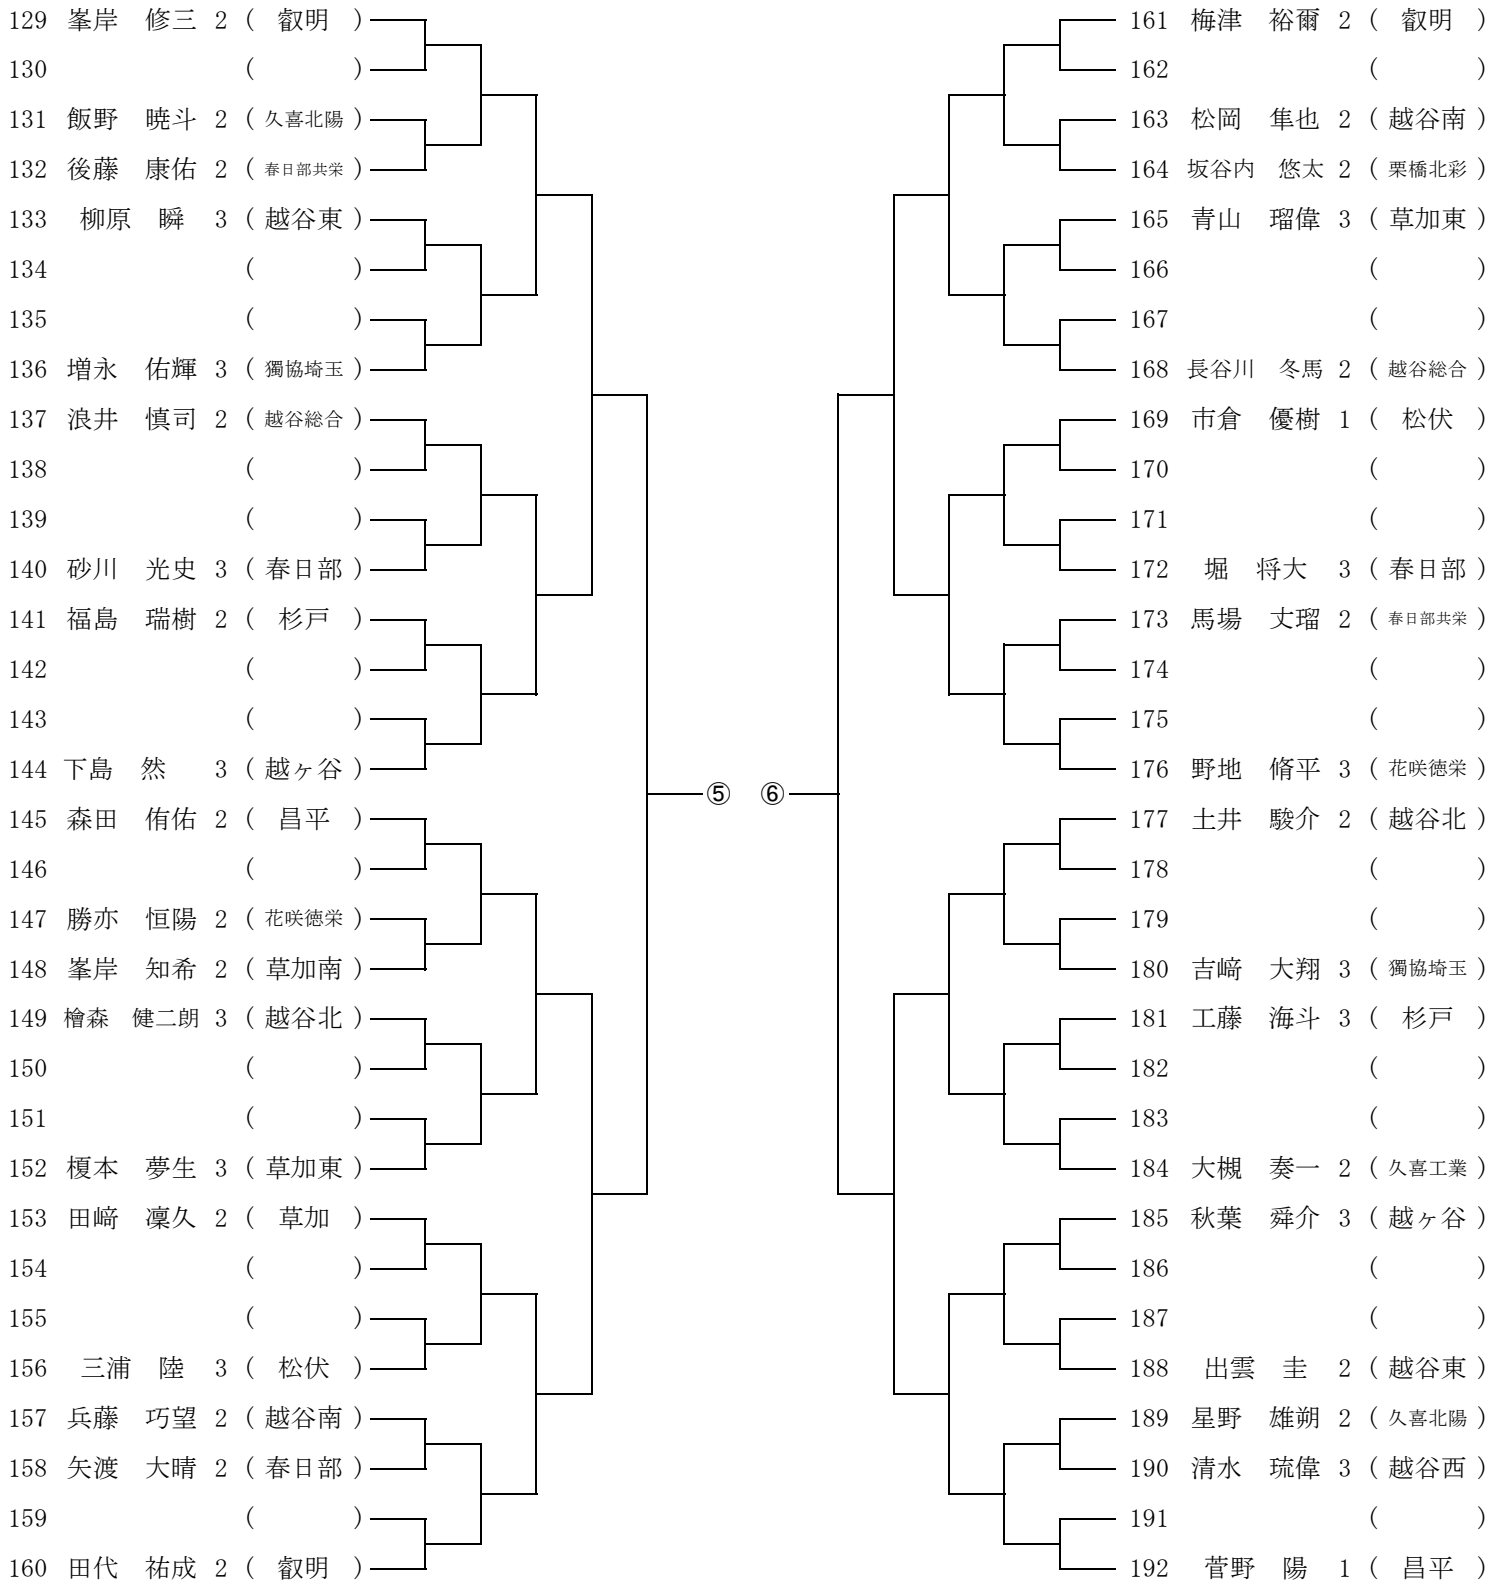 129 峯岸　修三 2 ( 叡明 )
130 ( )
131 飯野　暁斗 2 ( 久喜北陽 )
132 後藤　康佑 2 ( 春日部共栄 )
133 柳原　瞬 3 ( 越谷東 )
134 ( )
135 ( )
136 増永　佑輝 3 ( 獨協埼玉 )
137 浪井　慎司 2 ( 越谷総合 )
138 ( )
139 ( )
140 砂川　光史 3 ( 春日部 )
141 福島　瑞樹 2 ( 杉戸 )
142 ( )
143 ( )
144 下島　然 3 ( 越ヶ谷 )
145 森田　侑佑 2 ( 昌平 )
146 ( )
147 勝亦　恒陽 2 ( 花咲徳栄 )
148 峯岸　知希 2 ( 草加南 )
149 檜森　健二朗 3 ( 越谷北 )
150 ( )
151 ( )
152 榎本　夢生 3 ( 草加東 )
153 田﨑　凜久 2 ( 草加 )
154 ( )
155 ( )
156 三浦　陸 3 ( 松伏 )
157 兵藤　巧望 2 ( 越谷南 )
158 矢渡　大晴 2 ( 春日部 )
159 ( )
160 田代　祐成 2 ( 叡明 )
⑤ ⑥
161 梅津　裕爾 2 ( 叡明 )
162 ( )
163 松岡　隼也 2 ( 越谷南 )
164 坂谷内　悠太 2 ( 栗橋北彩 )
165 青山　瑠偉 3 ( 草加東 )
166 ( )
167 ( )
168 長谷川　冬馬 2 ( 越谷総合 )
169 市倉　優樹 1 ( 松伏 )
170 ( )
171 ( )
172 堀　将大 3 ( 春日部 )
173 馬場　丈瑠 2 ( 春日部共栄 )
174 ( )
175 ( )
176 野地　脩平 3 ( 花咲徳栄 )
177 土井　駿介 2 ( 越谷北 )
178 ( )
179 ( )
180 吉﨑　大翔 3 ( 獨協埼玉 )
181 工藤　海斗 3 ( 杉戸 )
182 ( )
183 ( )
184 大槻　奏一 2 ( 久喜工業 )
185 秋葉　舜介 3 ( 越ヶ谷 )
186 ( )
187 ( )
188 出雲　圭 2 ( 越谷東 )
189 星野　雄朔 2 ( 久喜北陽 )
190 清水　琉偉 3 ( 越谷西 )
191 ( )
192 菅野　陽 1 ( 昌平 )